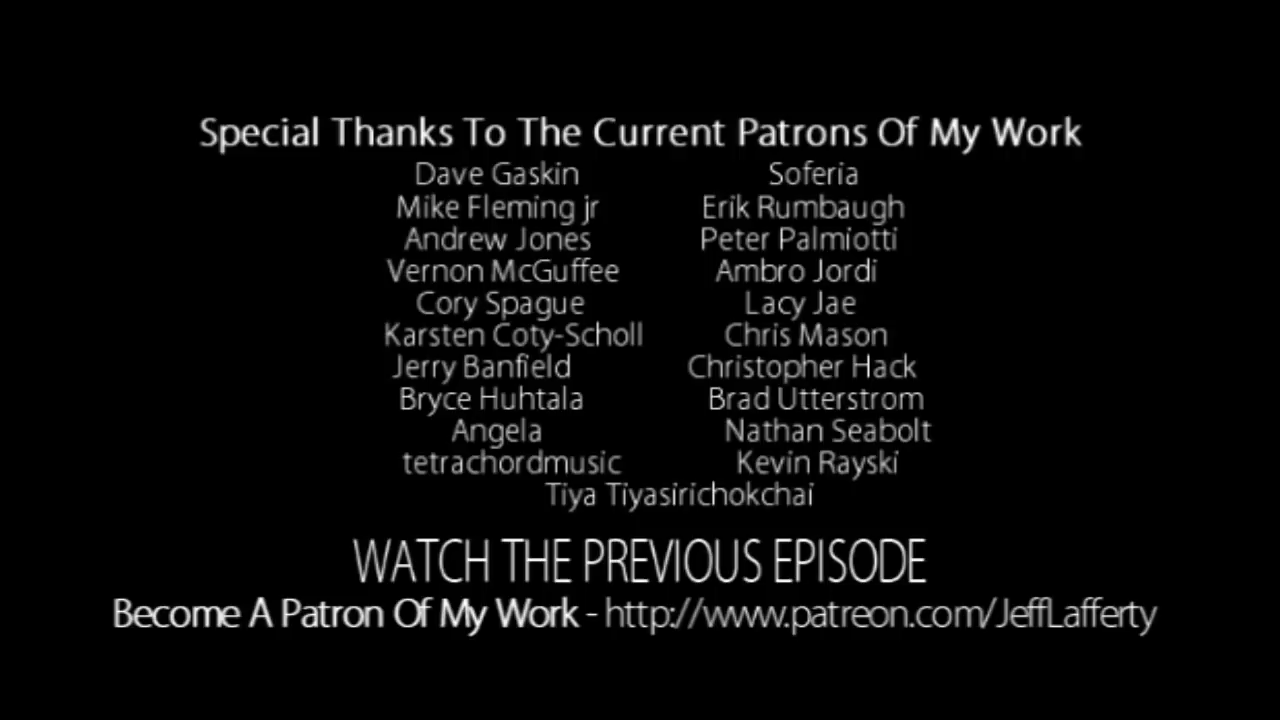 Special Thanks To The Current Patrons Of My Work
Dave Gaskin Soferia
Mike Fleming jr Erik Rumbaugh
Andrew Jones Peter Palmiotti
Vernon McGuffee Ambro Jordi
Cory Spague Lacy Jae
Karsten Coty-Scholl Chris Mason
Jerry Banfield Christopher Hack
Bryce Huhtala Brad Utterstrom
Angela Nathan Seabolt
tetrachordmusic Kevin Rayski
Tiya Tiyasirichokchai
WATCH THE PREVIOUS EPISODE
Become A Patron Of My Work - http://www.patreon.com/JeffLafferty